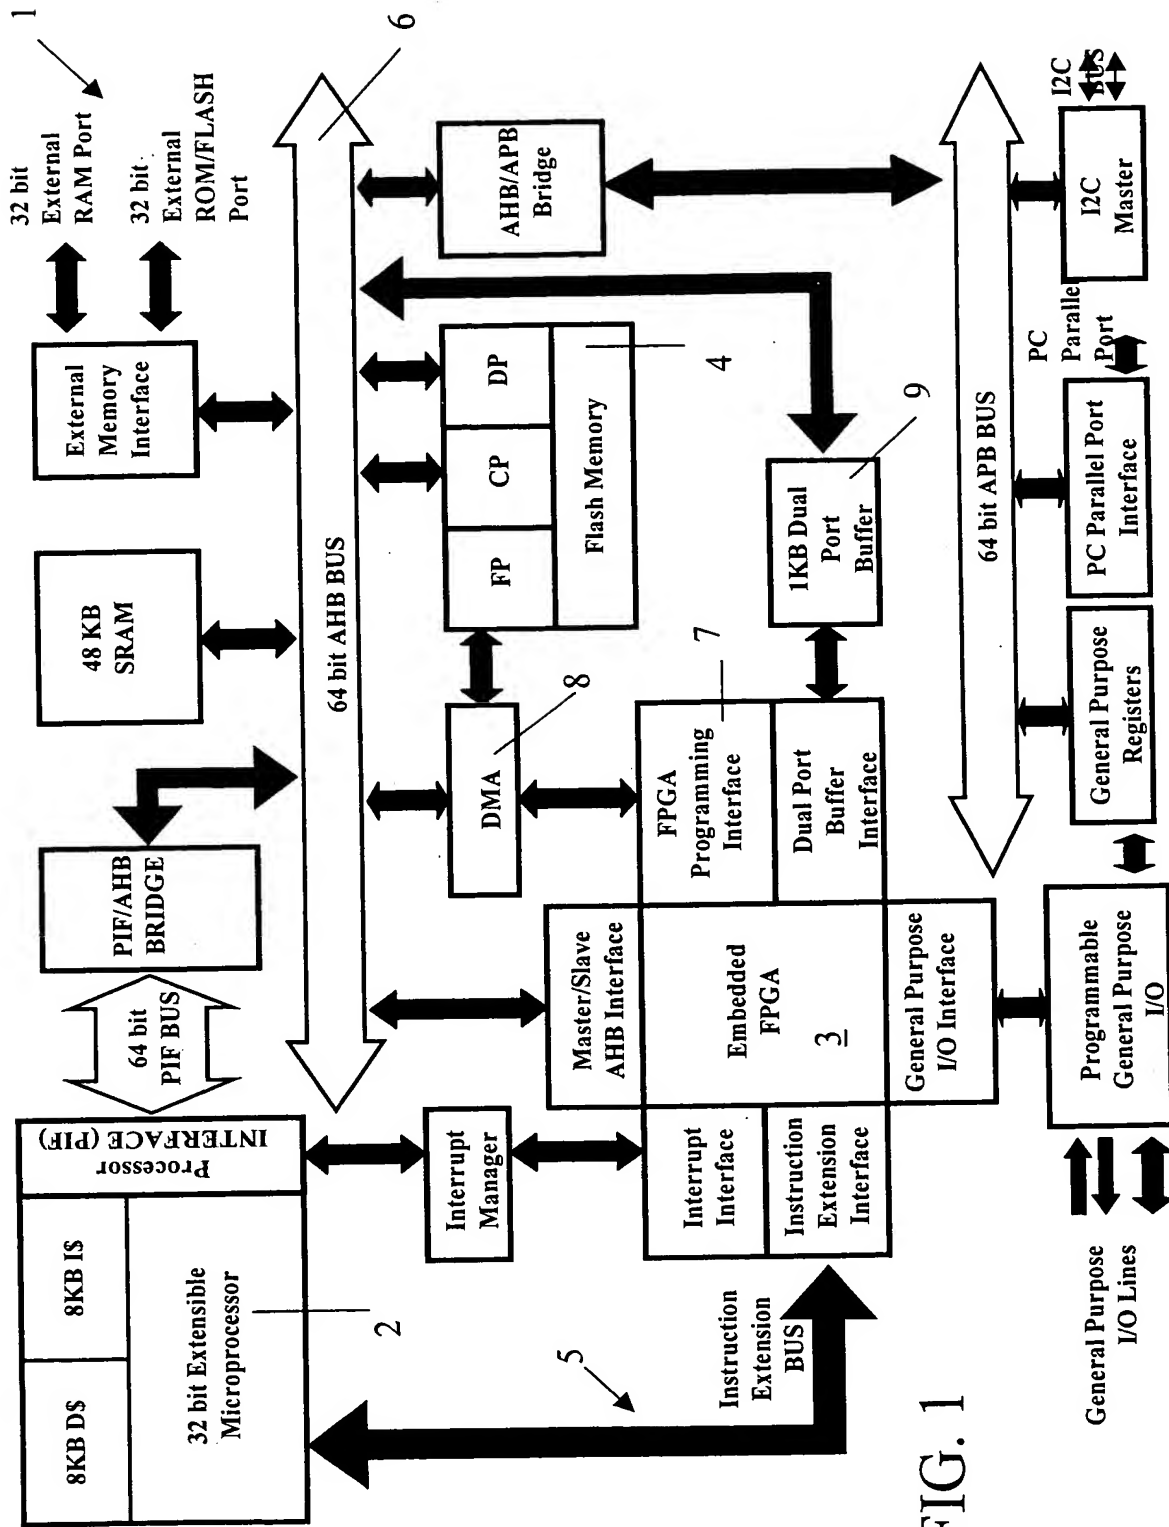 1
32 bit
External
RAM Port
32 bit
External
ROM/FLASH
Port
External
Memory
Interface
48 KB
SRAM
PIF/AHB
BRIDGE
64 bit
PIF BUS
Processor
INTERFACE (PIF)
8KB I$
8KB D$
32 bit Extensible
Microprocessor
2
6
64 bit AHB BUS
AHB/APB
Bridge
DP
CP
FP
Flash Memory
4
DMA
8
Interrupt
Manager
Master/Slave
AHB Interface
FPGA
Programming
Interface
7
Dual Port
Buffer
Interface
1KB Dual
Port
Buffer
9
Embedded
FPGA
3
Interrupt
Interface
Instruction
Extension
Interface
General Purpose
I/O Interface
5
Instruction
Extension
BUS
64 bit APB BUS
I2C
BUS
I2C
Master
PC
Parallel
Port
PC Parallel Port
Interface
General Purpose
Registers
Programmable
General Purpose
I/O
General Purpose
I/O Lines
FIG. 1